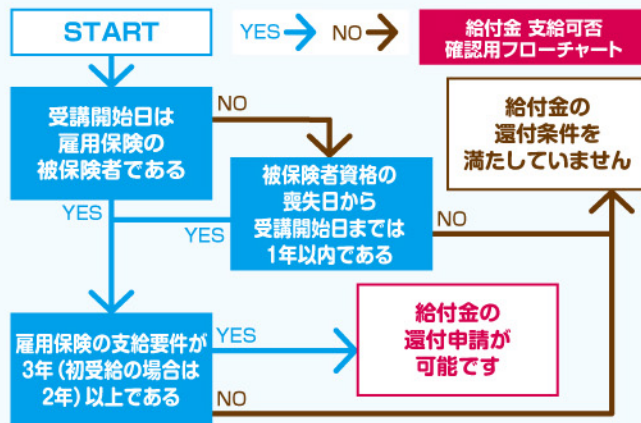 START
YES
NO
給付金 支給可否
確認用フローチャート
受講開始日は
雇用保険の
被保険者である
NO
給付金の
還付条件を
満たしていません
被保険者資格の
喪失日から
受講開始日までは
1年以内である
YES
YES
NO
雇用保険の支給要件が
3年(初受給の場合は
2年)以上である
YES
給付金の
還付申請が
可能です
NO